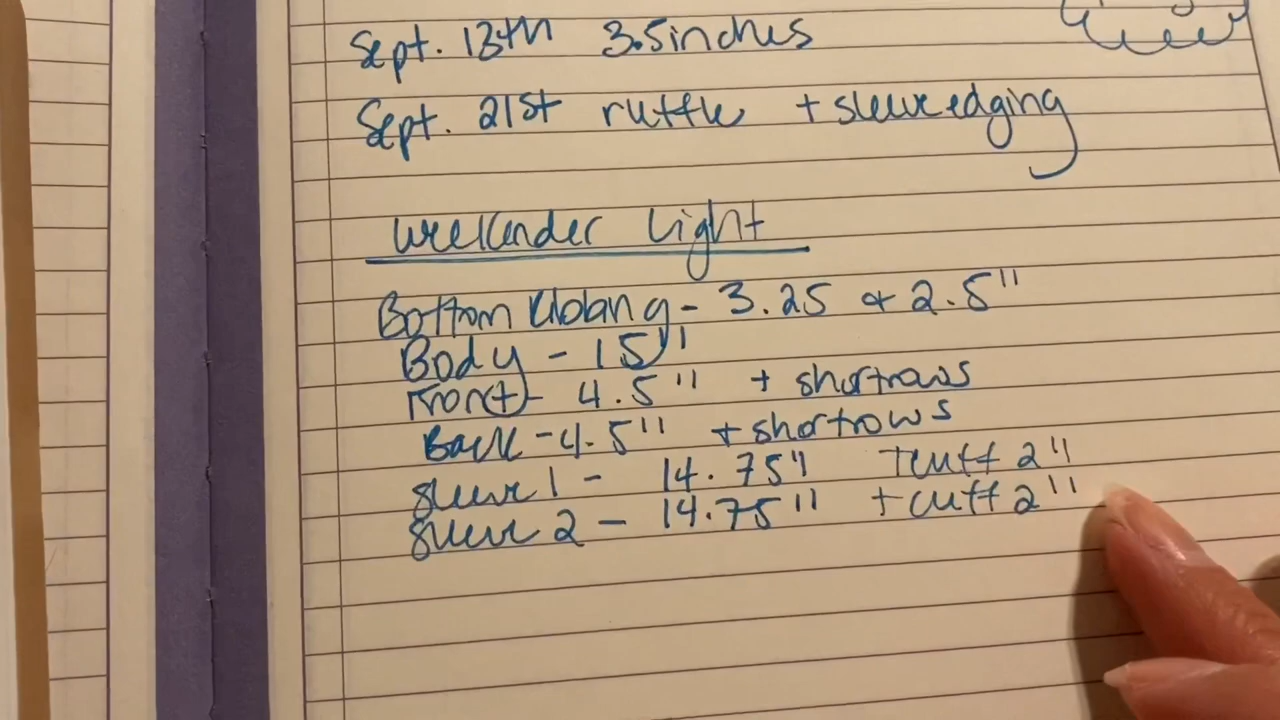 Sept. 13th 3.5inches
Sept. 21st ruffle + sleeve edging
Weekender Light
Bottom Ribbing - 3.25 & 2.5"
Body - 15"
Front - 4.5" + shortrows
Back - 4.5" + shortrows
Sleeve 1 - 14.75" + cuff 2"
Sleeve 2 - 14.75" + cuff 2"